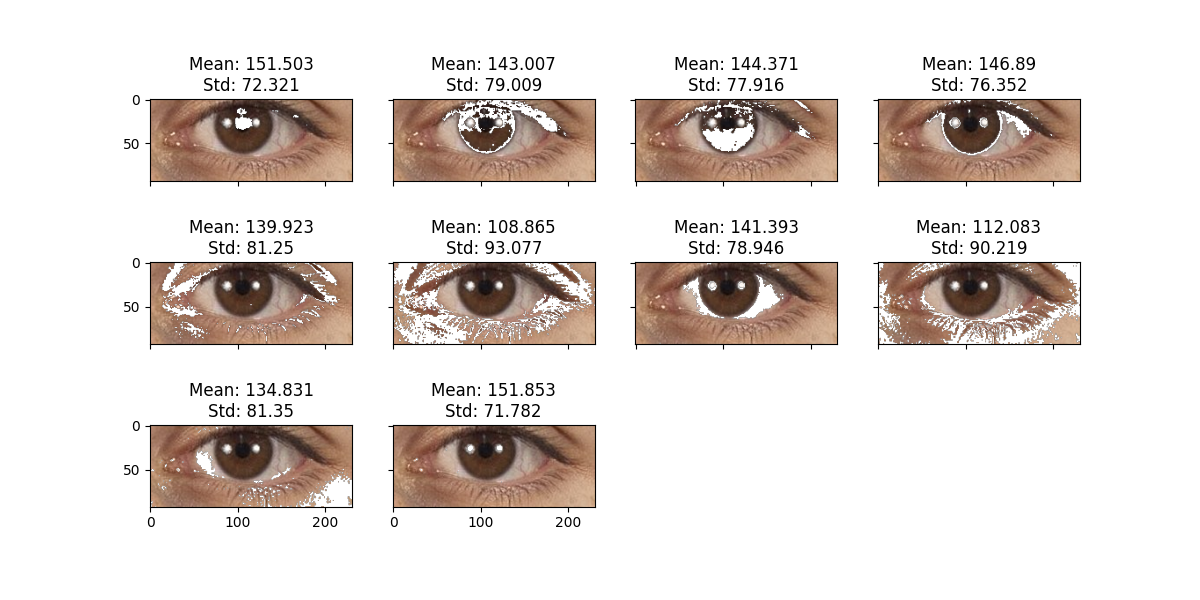 Mean: 151.503
Std: 72.321
Mean: 143.007
Std: 79.009
Mean: 144.371
Std: 77.916
Mean: 146.89
Std: 76.352
0
50
Mean: 139.923
Std: 81.25
Mean: 108.865
Std: 93.077
Mean: 141.393
Std: 78.946
Mean: 112.083
Std: 90.219
0
50
Mean: 134.831
Std: 81.35
Mean: 151.853
Std: 71.782
0
50
0 100 200
0 100 200